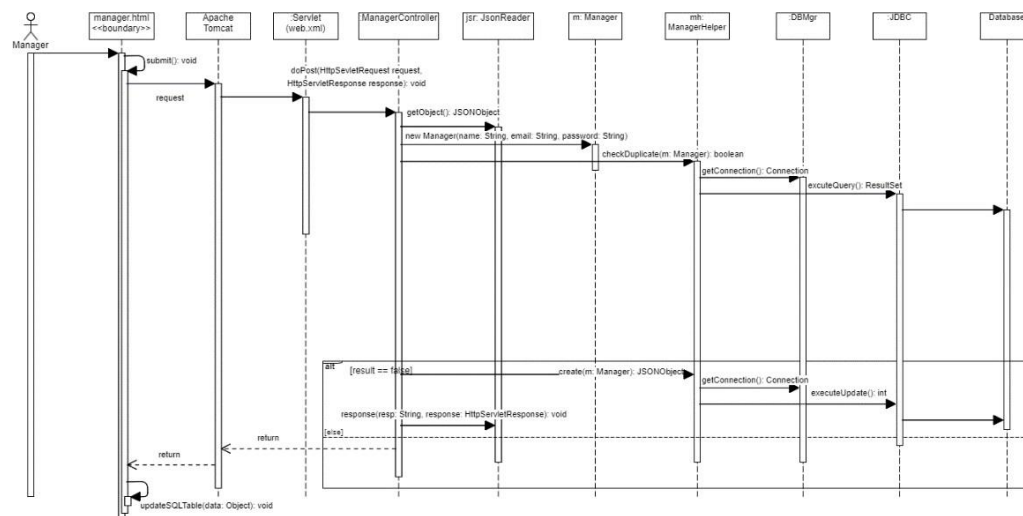 Manager
manager.html
<<boundary>>
Apache
Tomcat
:Servlet
(web.xml)
:ManagerController
jsr: JsonReader
m: Manager
mh:
ManagerHelper
:DBMgr
:JDBC
Database
submit(): void
request
doPost(HttpSevletRequest request,
HttpServletResponse response): void
getObject(): JSONObject
new Manager(name: String, email: String, password: String)
checkDuplicate(m: Manager): boolean
getConnection(): Connection
excuteQuery(): ResultSet
alt
[result == false]
create(m: Manager): JSONObject
getConnection(): Connection
executeUpdate(): int
response(resp: String, response: HttpServletResponse): void
[else]
return
return
updateSQLTable(data: Object): void